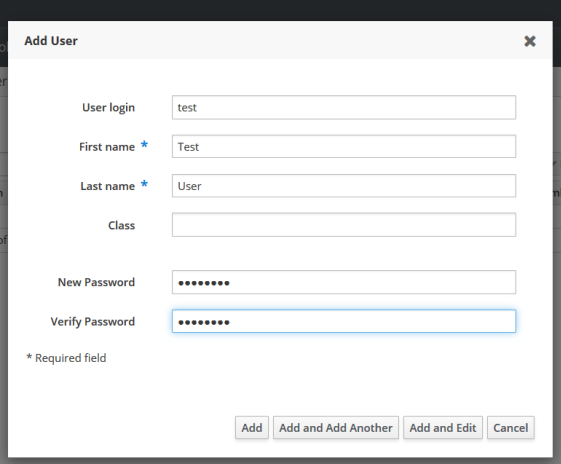 Add User ✖
User login test
First name * Test
Last name * User
Class
New Password ●●●●●●●●
Verify Password ●●●●●●●●
* Required field
Add Add and Add Another Add and Edit Cancel